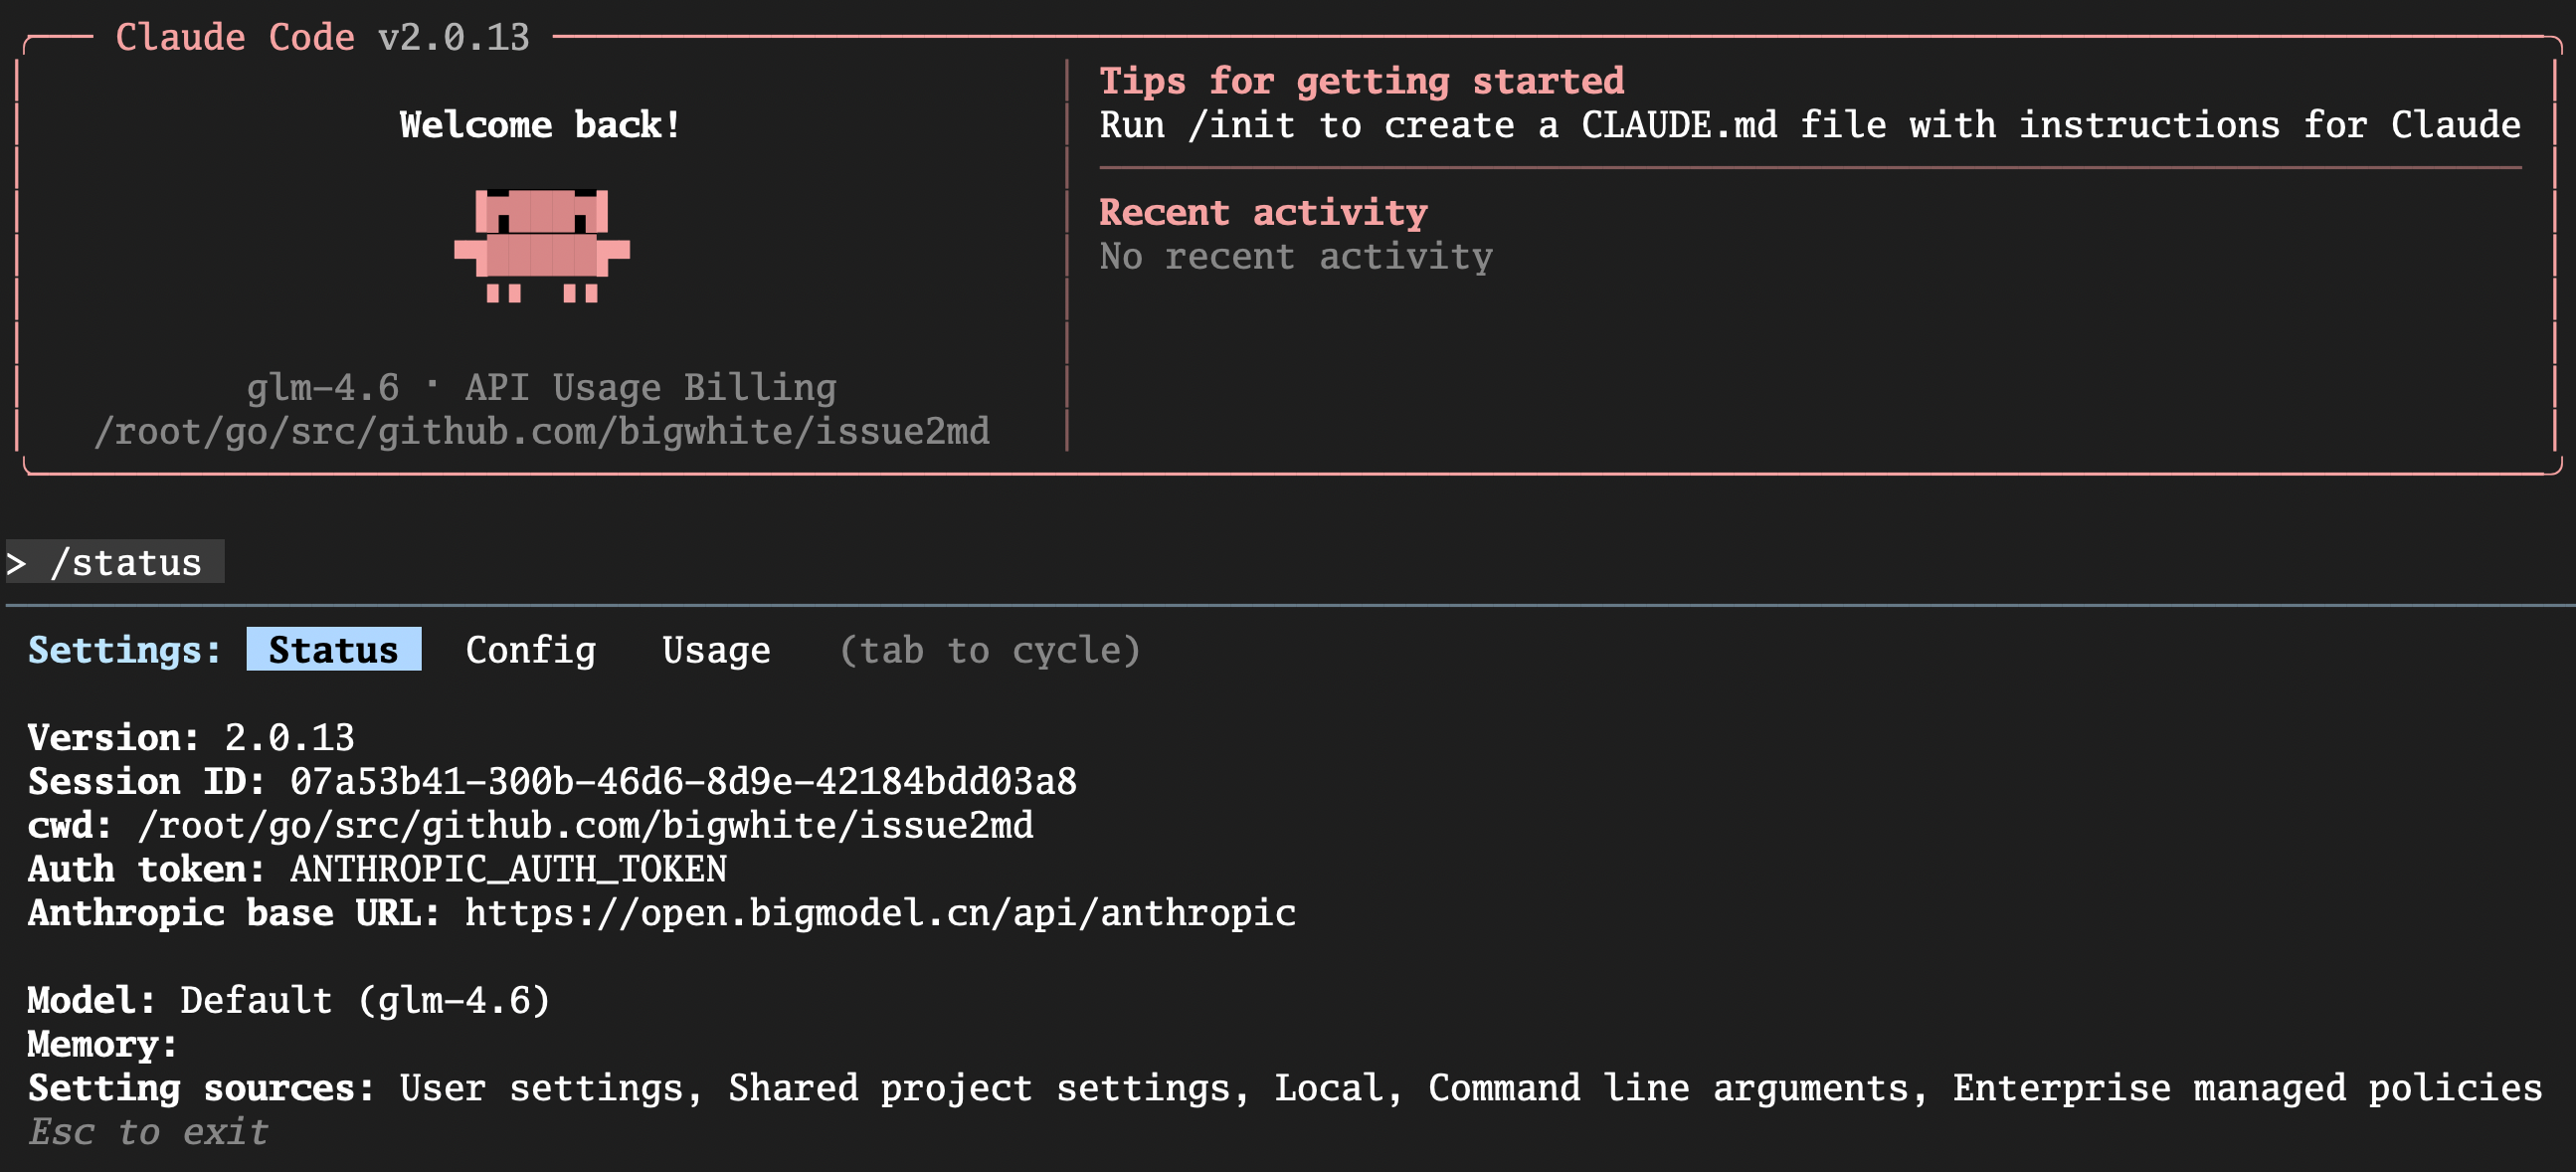 Claude Code v2.0.13
Welcome back!
glm-4.6 · API Usage Billing
/root/go/src/github.com/bigwhite/issue2md
Tips for getting started
Run /init to create a CLAUDE.md file with instructions for Claude
Recent activity
No recent activity
> /status
Settings: Status Config Usage (tab to cycle)
Version: 2.0.13
Session ID: 07a53b41-300b-46d6-8d9e-42184bdd03a8
cwd: /root/go/src/github.com/bigwhite/issue2md
Auth token: ANTHROPIC_AUTH_TOKEN
Anthropic base URL: https://open.bigmodel.cn/api/anthropic
Model: Default (glm-4.6)
Memory:
Setting sources: User settings, Shared project settings, Local, Command line arguments, Enterprise managed policies
Esc to exit